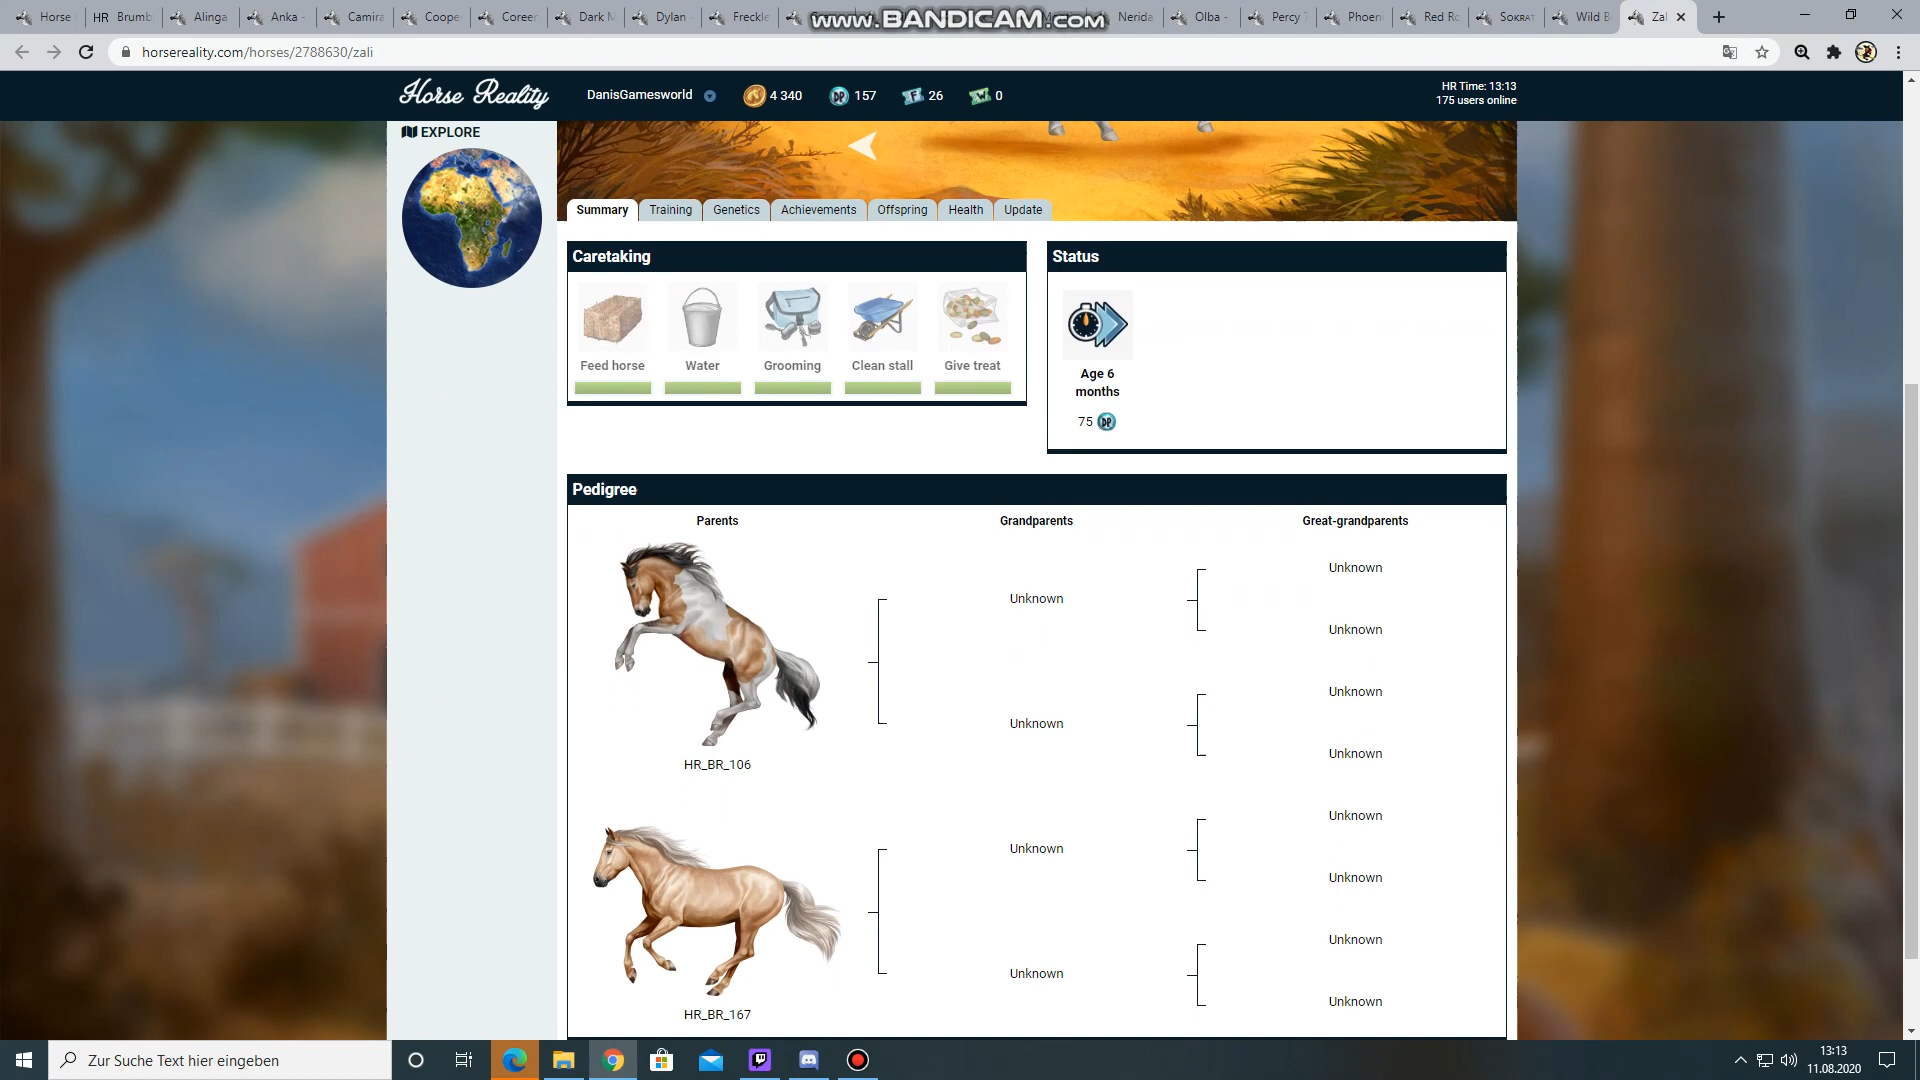 Horse
HR Brumb
Alinga
Anka -
Camira
Coope
Coreer
Dark M
Dylan -
Freckle
www.BANDICAM.com
Nerida
Olba -
Percy T
Phoen
Red Ro
Sokrat
Wild B
Zal
horsereality.com/horses/2788630/zali
Horse Reality
DanisGamesworld
4 340
DP 157
F 26
W 0
HR Time: 13:13
175 users online
EXPLORE
Summary
Training
Genetics
Achievements
Offspring
Health
Update
Caretaking
Feed horse
Water
Grooming
Clean stall
Give treat
Status
Age 6
months
75 DP
Pedigree
Parents
Grandparents
Great-grandparents
Unknown
Unknown
Unknown
Unknown
Unknown
Unknown
HR_BR_106
Unknown
Unknown
Unknown
Unknown
Unknown
Unknown
HR_BR_167
Zur Suche Text hier eingeben
13:13
11.08.2020